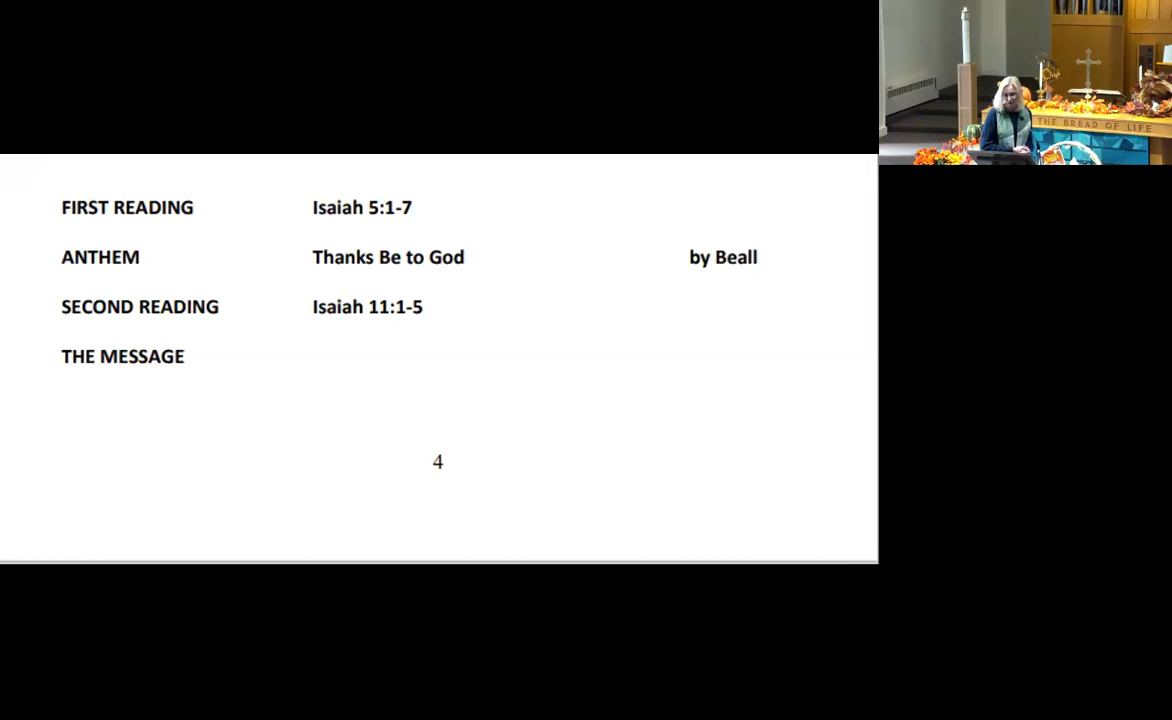 FIRST READING Isaiah 5:1-7
ANTHEM Thanks Be to God by Beall
SECOND READING Isaiah 11:1-5
THE MESSAGE
4
THE BREAD OF LIFE